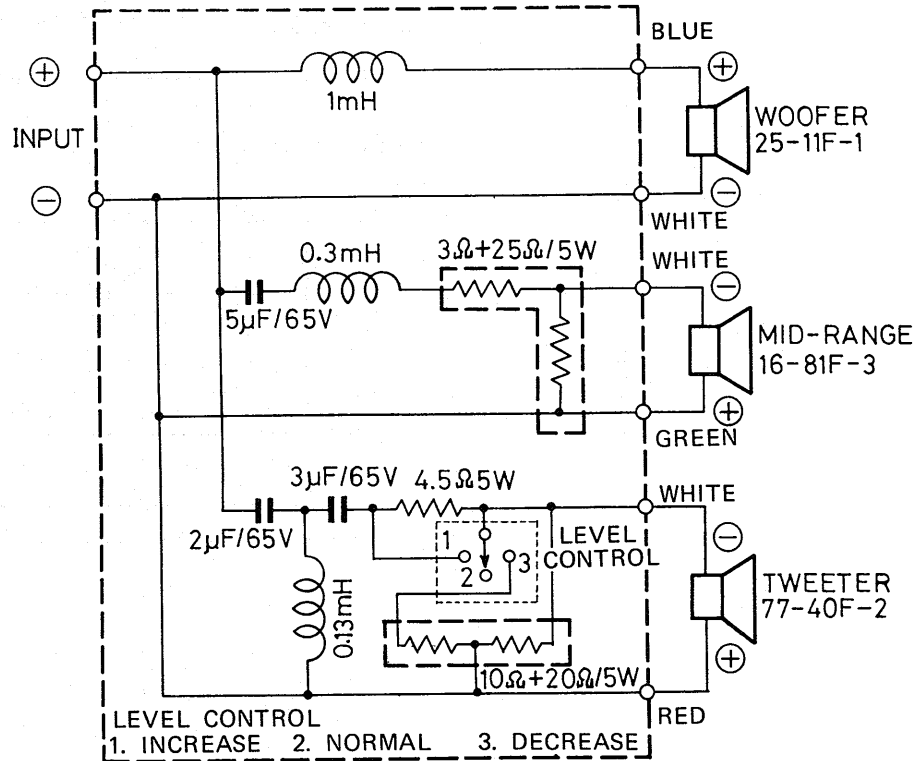 BLUE
⊕
1mH
⊕
INPUT
WOOFER
25-11F-1
⊖
⊖
WHITE
0.3mH
3Ω+25Ω/5W
WHITE
⊖
5μF/65V
MID-RANGE
16-81F-3
⊕
GREEN
3μF/65V
4.5Ω5W
WHITE
2μF/65V
⊖
1
LEVEL
CONTROL
2
3
0.13mH
TWEETER
77-40F-2
⊕
10Ω+20Ω/5W
RED
LEVEL CONTROL
1. INCREASE 2. NORMAL 3. DECREASE